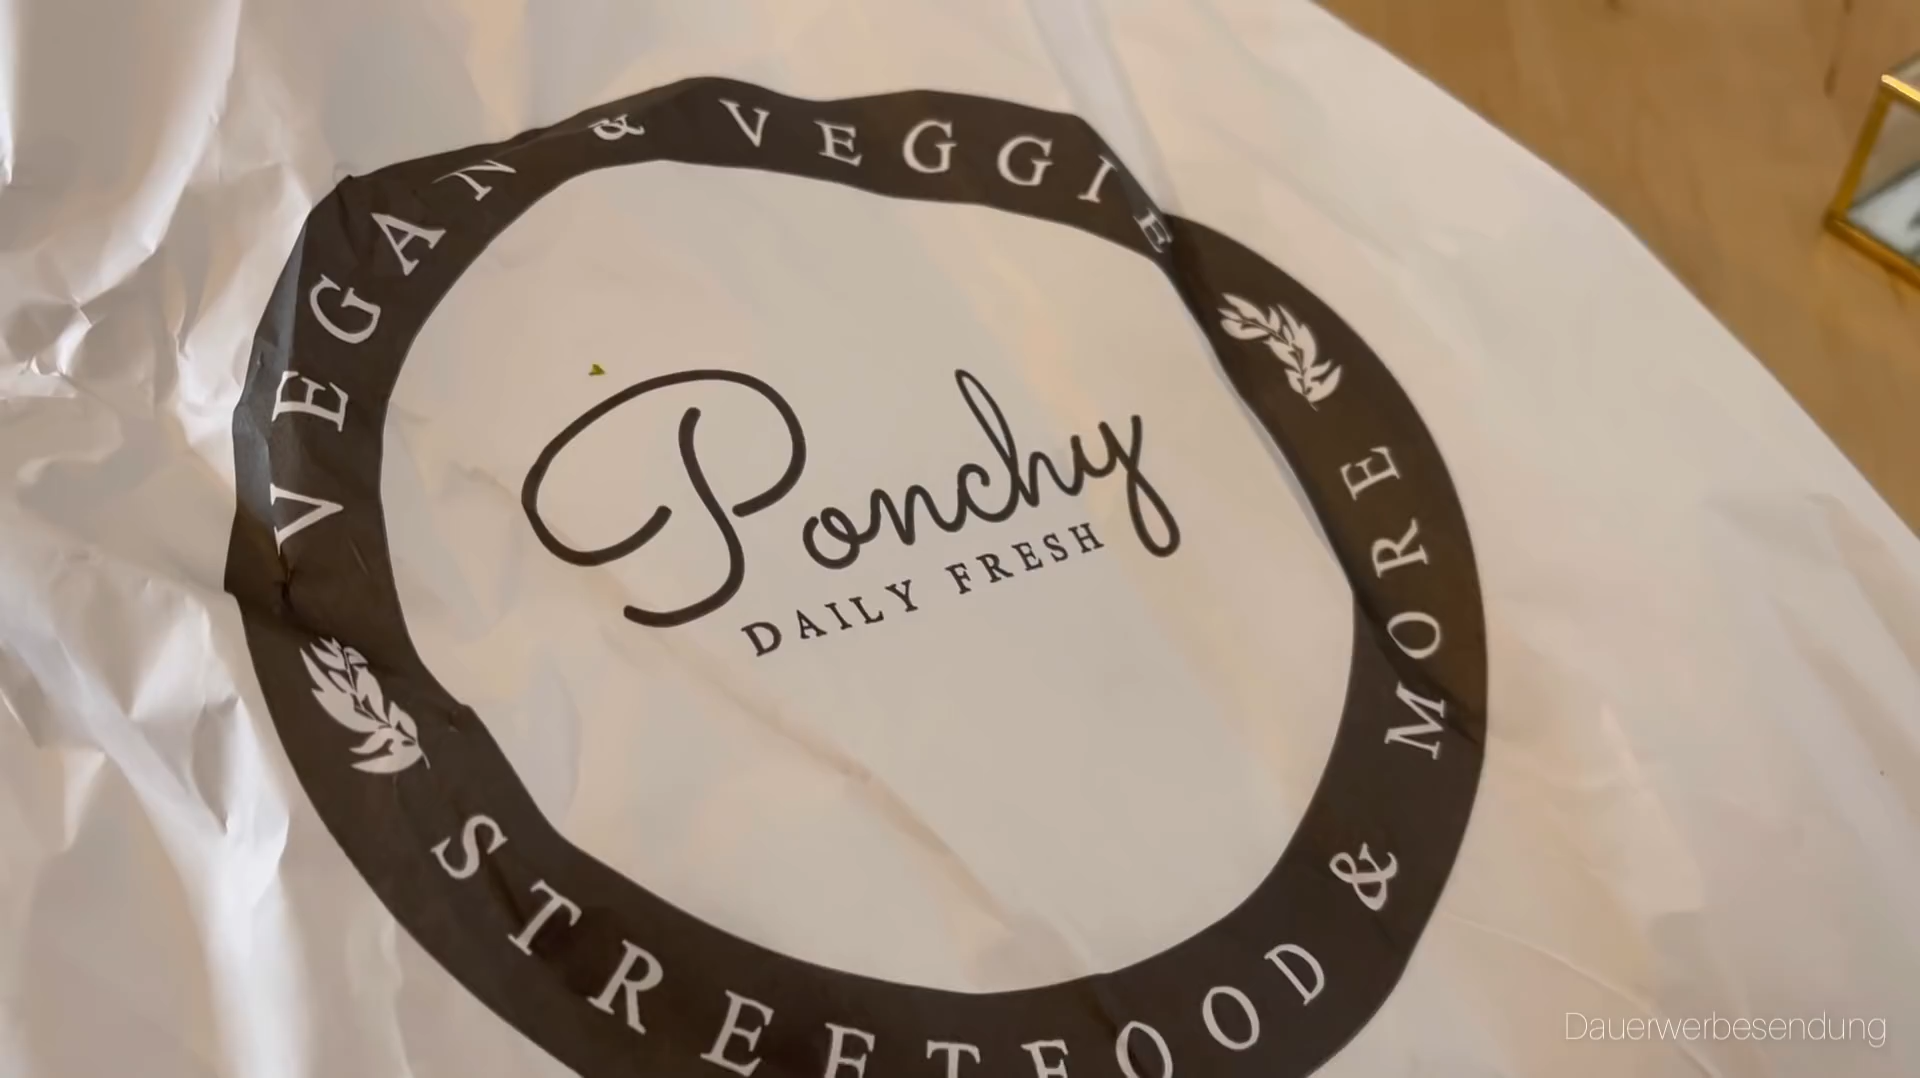 VEGAN & VEGGIE
Ponchy
DAILY FRESH
STREETFOOD & MORE
Dauerwerbesendung